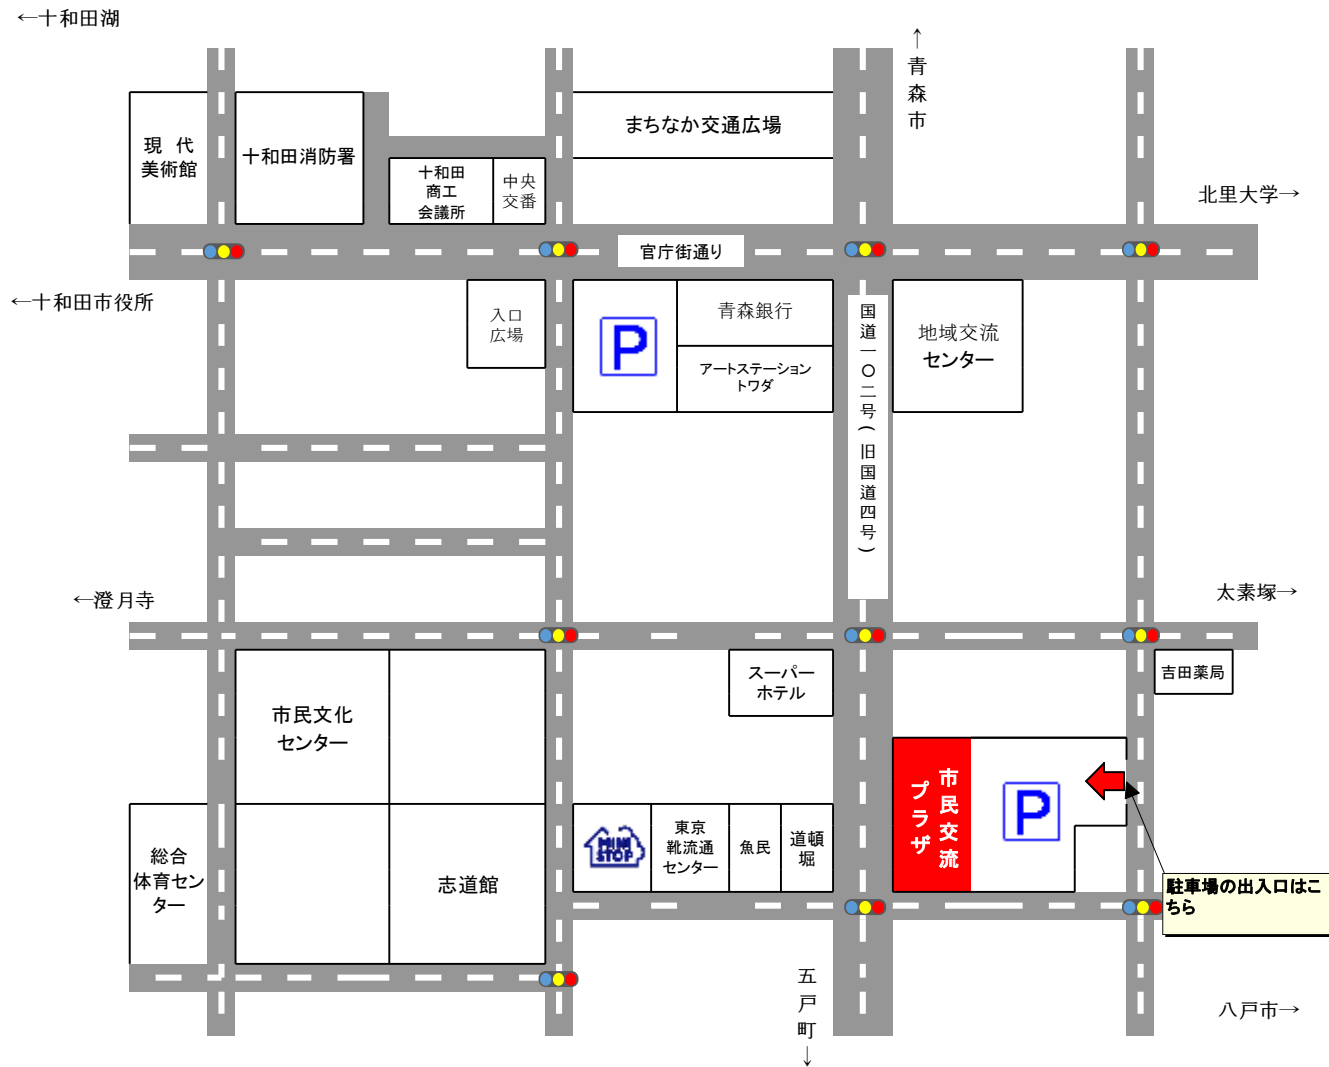 ←十和田湖
↑青森市
現 代
美術館
十和田消防署
十和田
商工
会議所
中央
交番
まちなか交通広場
北里大学→
官庁街通り
←十和田市役所
入口
広場
P
青森銀行
アートステーション
トワダ
国道一〇二号(旧国道四号)
地域交流
センター
←澄月寺
太素塚→
市民文化
センター
スーパー
ホテル
吉田薬局
総合
体育セン
ター
志道館
MINI
STOP
東京
靴流通
センター
魚民
道頓
堀
市民交流
プラザ
P
駐車場の出入口はこ
ちら
五戸町↓
八戸市→